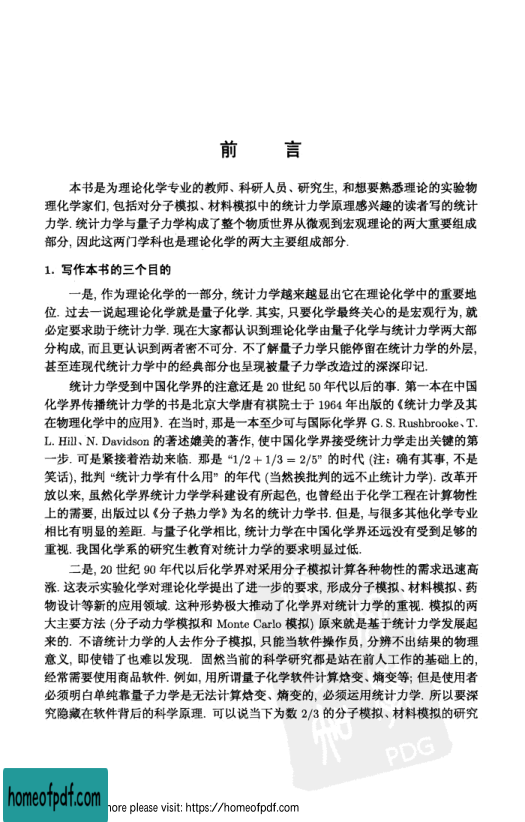 前 言
本书是为理论化学专业的教师、科研人员、研究生, 和想要熟悉理论的实验物
理化学家们, 包括对分子模拟、材料模拟中的统计力学原理感兴趣的读者写的统计
力学. 统计力学与量子力学构成了整个物质世界从微观到宏观理论的两大重要组成
部分, 因此这两门学科也是理论化学的两大主要组成部分.
1. 写作本书的三个目的
一是, 作为理论化学的一部分, 统计力学越来越显出它在理论化学中的重要地
位. 过去一说起理论化学就是量子化学. 其实, 只要化学最终关心的是宏观行为, 就
必定要求助于统计力学. 现在大家都认识到理论化学由量子化学与统计力学两大部
分构成, 而且更认识到两者密不可分. 不了解量子力学只能停留在统计力学的外层,
甚至连现代统计力学中的经典部分也呈现被量子力学改造过的深深印记.
统计力学受到中国化学界的注意还是 20 世纪 50 年代以后的事. 第一本在中国
化学界传播统计力学的书是北京大学唐有祺院士于 1964 年出版的《统计力学及其
在物理化学中的应用》. 在当时, 那是一本至少可与国际化学界 G. S. Rushbrooke、T.
L. Hill、N. Davidson 的著述媲美的著作, 使中国化学界接受统计力学走出关键的第
一步. 可是紧接着浩劫来临. 那是 “1/2 + 1/3 = 2/5” 的时代 (注: 确有其事, 不是
笑话), 批判 “统计力学有什么用” 的年代 (当然挨批判的远不止统计力学). 改革开
放以来, 虽然化学界统计力学学科建设有所起色, 也曾经出于化学工程在计算物性
上的需要, 出版过以《分子热力学》为名的统计力学书. 但是, 与很多其他化学专业
相比有明显的差距. 与量子化学相比, 统计力学在中国化学界还远没有受到足够的
重视. 我国化学系的研究生教育对统计力学的要求明显过低.
二是, 20 世纪 90 年代以后化学界对采用分子模拟计算各种物性的需求迅速高
涨. 这表示实验化学对理论化学提出了进一步的要求, 形成分子模拟、材料模拟、药
物设计等新的应用领域. 这种形势极大推动了化学界对统计力学的重视. 模拟的两
大主要方法 (分子动力学模拟和 Monte Carlo 模拟) 原来就是基于统计力学发展起
来的. 不谙统计力学的人去作分子模拟, 只能当软件操作员, 分辨不出结果的物理
意义, 即使错了也难以发现. 固然当前的科学研究都是站在前人工作的基础上的,
经常需要使用商品软件. 例如, 用所谓量子化学软件计算焓变、熵变等; 但是使用者
必须明白单纯靠量子力学是无法计算焓变、熵变的, 必须运用统计力学. 所以要深
究隐藏在软件背后的科学原理. 可以说当下为数 2/3 的分子模拟、材料模拟的研究
PDG
homeofpdf.com
more please visit: https://homeofpdf.com